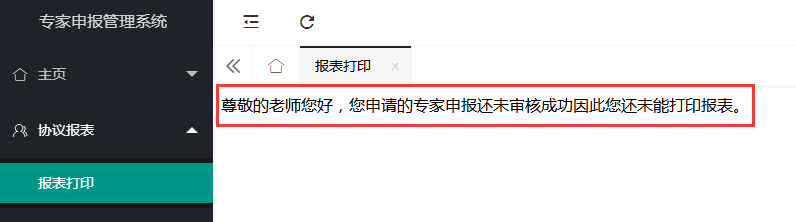 专家申报管理系统
主页
报表打印
尊敬的老师您好，您申请的专家申报还未审核成功因此您还未能打印报表。
协议报表
报表打印